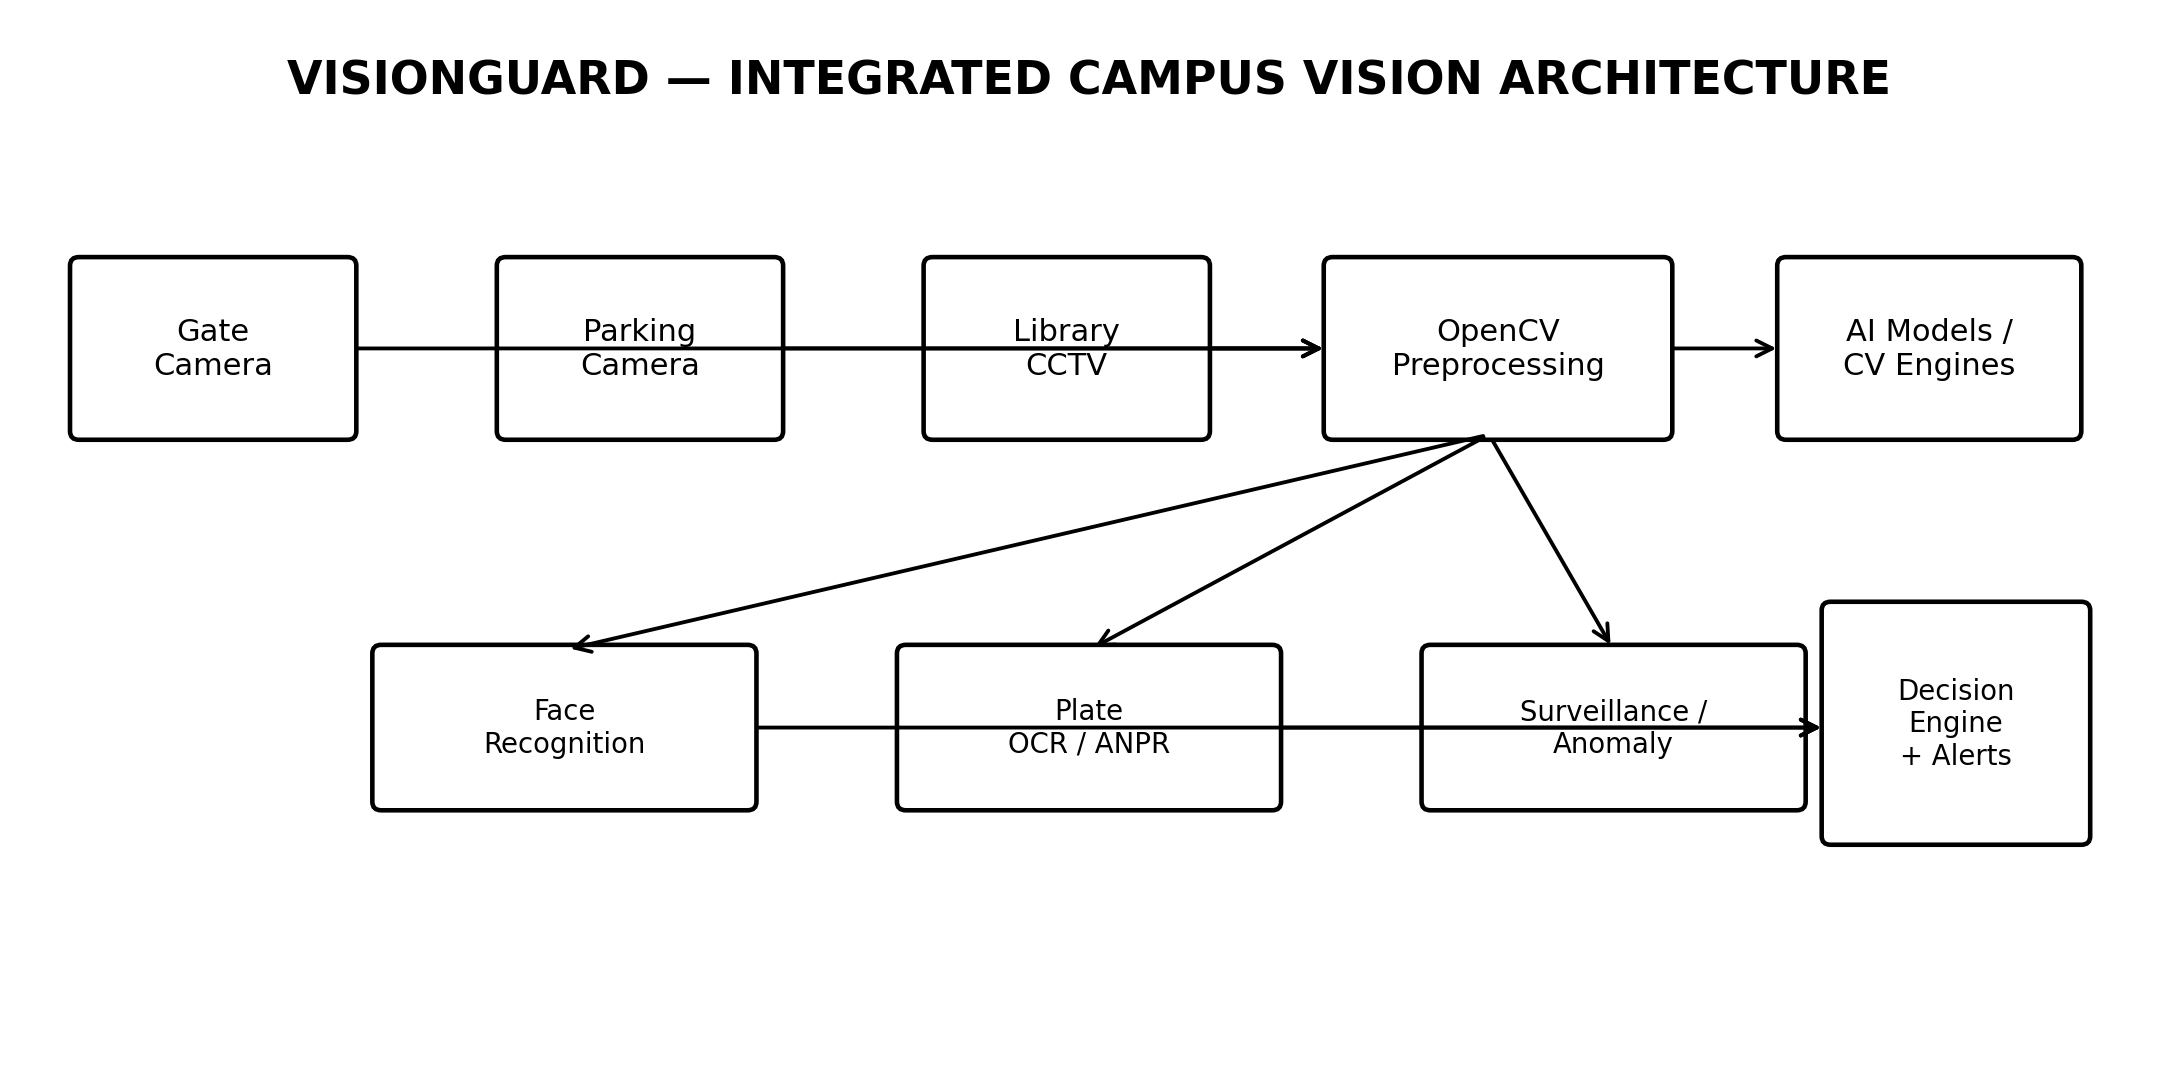 VISIONGUARD — INTEGRATED CAMPUS VISION ARCHITECTURE
Gate
Camera
Parking
Camera
Library
CCTV
OpenCV
Preprocessing
AI Models /
CV Engines
Face
Recognition
Plate
OCR / ANPR
Surveillance /
Anomaly
Decision
Engine
+ Alerts